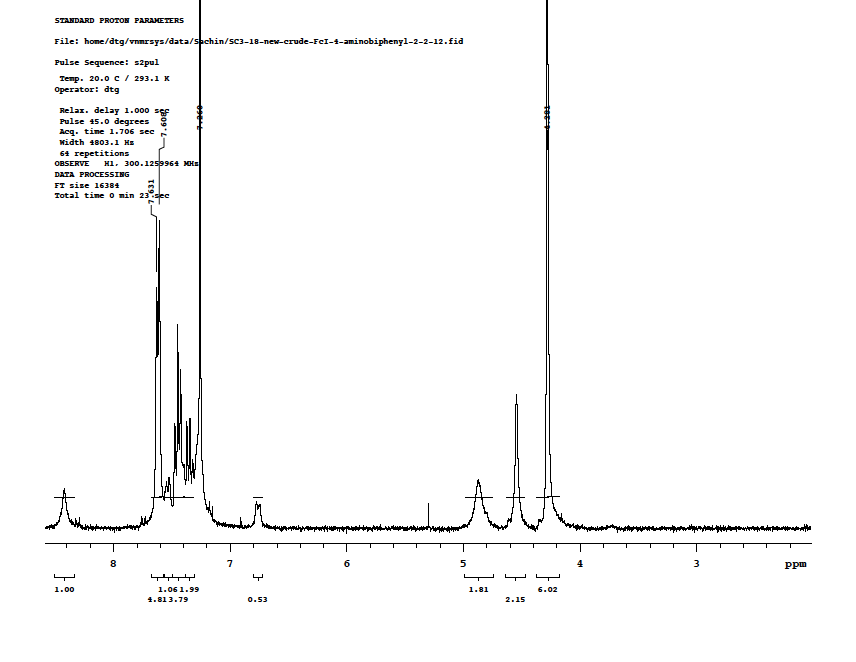 STANDARD PROTON PARAMETERS
File: home/dtg/vnmrsys/data/Sachin/SC3-18-new-crude-FcI-4-aminobiphenyl-2-2-12.fid
Pulse Sequence: s2pul
Temp. 20.0 C / 293.1 K
Operator: dtg
Relax. delay 1.000 sec
Pulse 45.0 degrees
Acq. time 1.706 sec
Width 4803.1 Hz
64 repetitions
OBSERVE H1, 300.1259964 MHz
DATA PROCESSING
FT size 16384
Total time 0 min 23 sec
7.631
7.608
7.260
4.281
8 7 6 5 4 3 ppm
1.00 1.06 1.99 1.81 6.02
4.81 3.79 0.53 2.15